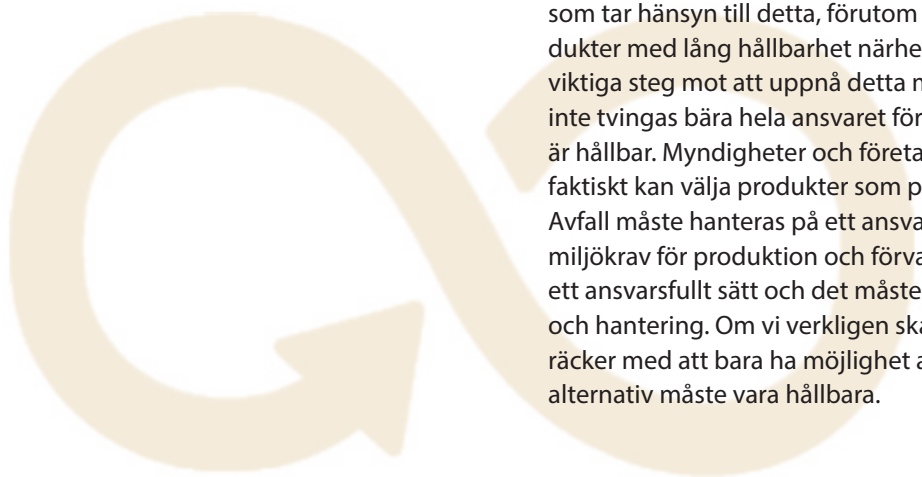 som tar hänsyn till detta, förutom
dukter med lång hållbarhet närhe
viktiga steg mot att uppnå detta
inte tvingas bära hela ansvaret för
är hållbar. Myndigheter och företa
faktiskt kan välja produkter som p
Avfall måste hanteras på ett ansva
miljökrav för produktion och förva
ett ansvarsfullt sätt och det måste
och hantering. Om vi verkligen ska
räcker med att bara ha möjlighet a
alternativ måste vara hållbara.